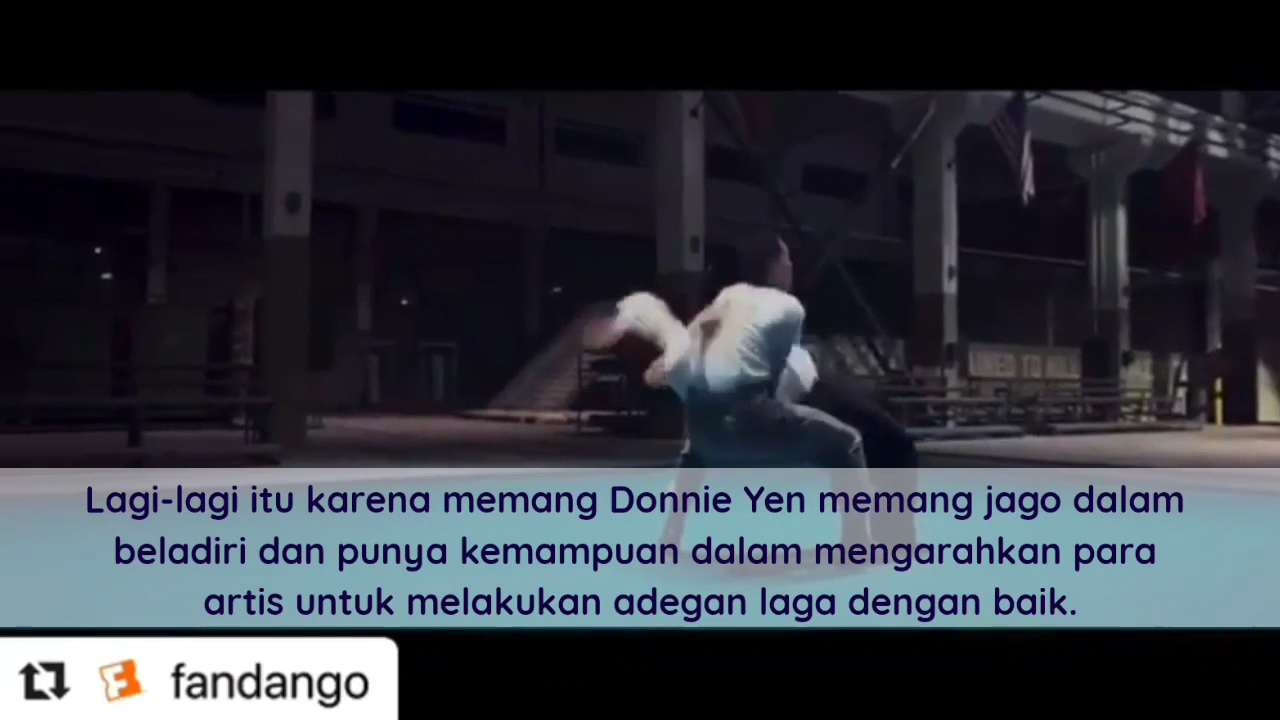 Lagi-lagi itu karena memang Donnie Yen memang jago dalam
beladiri dan punya kemampuan dalam mengarahkan para
artis untuk melakukan adegan laga dengan baik.
fandango